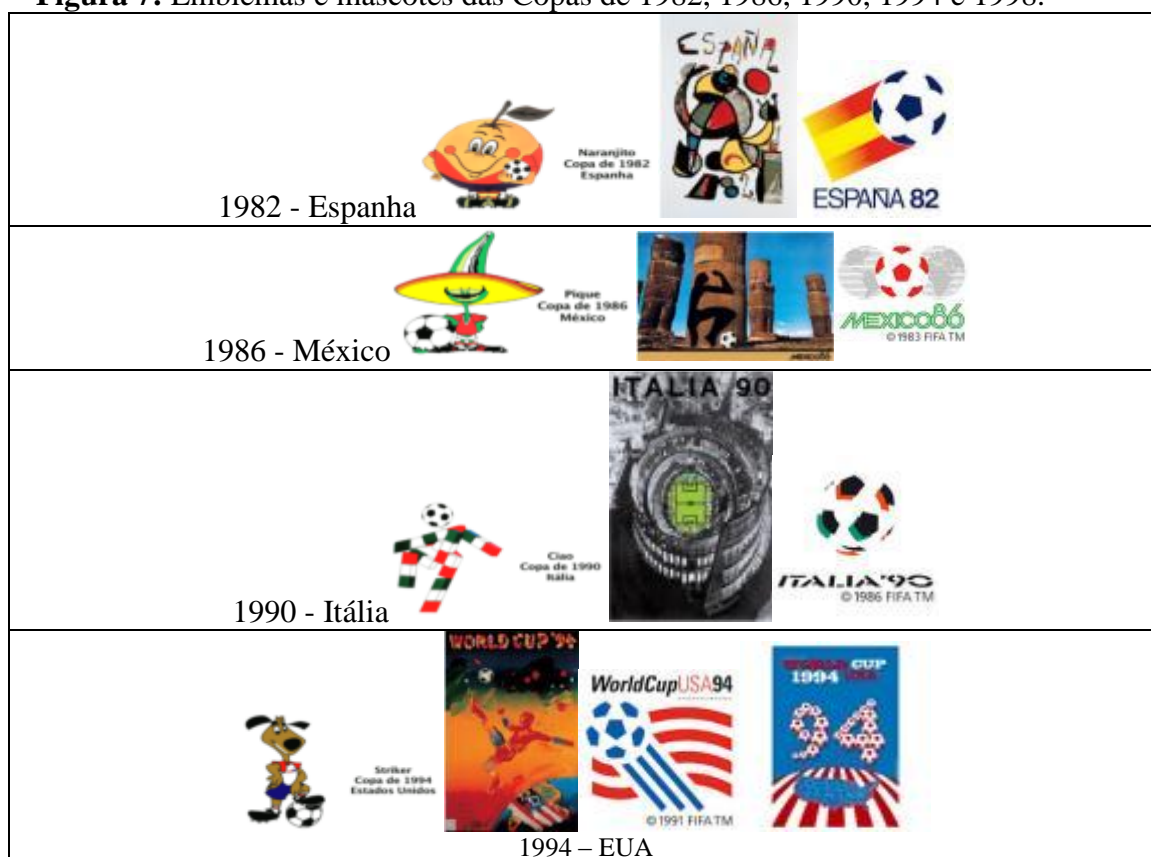 Figura 7. Emblemas e mascotes das Copas de 1982, 1986, 1990, 1994 e 1998.
ESPAÑA
Naranjito
Copa de 1982
Espanha
ESPAÑA 82
1982 - Espanha
Pique
Copa de 1986
México
MEXICO86
© 1983 FIFA TM
1986 - México
ITALIA 90
Ciao
Copa de 1990
Itália
ITALIA'90
© 1986 FIFA TM
1990 - Itália
WORLD CUP '94
WorldCupUSA94
WORLD CUP
1994 USA
94
Striker
Copa de 1994
Estados Unidos
© 1991 FIFA TM
1994 – EUA